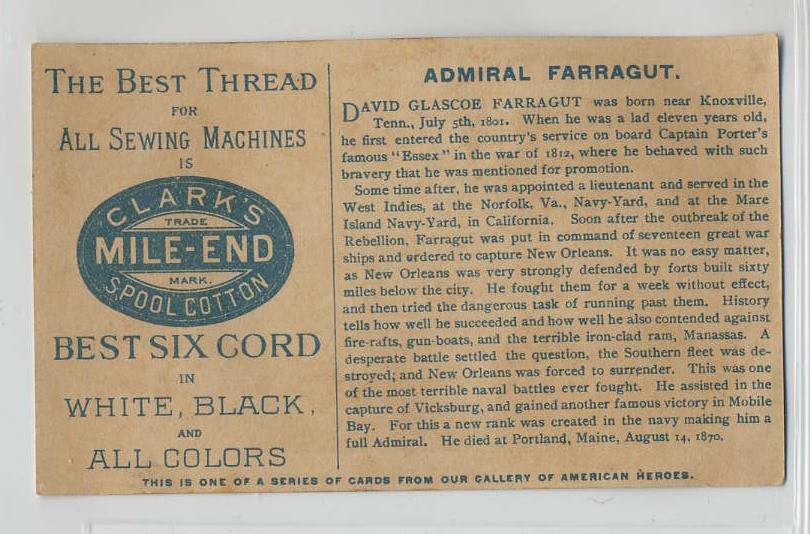 THE BEST THREAD
FOR
ALL SEWING MACHINES
IS
CLARK'S
TRADE
MILE-END
MARK.
SPOOL COTTON
BEST SIX CORD
IN
WHITE, BLACK,
AND
ALL COLORS
ADMIRAL FARRAGUT.
DAVID GLASCOE FARRAGUT was born near Knoxville,
Tenn., July 5th, 1801. When he was a lad eleven years old,
he first entered the country's service on board Captain Porter's
famous "Essex" in the war of 1812, where he behaved with such
bravery that he was mentioned for promotion.
Some time after, he was appointed a lieutenant and served in the
West Indies, at the Norfolk, Va., Navy-Yard, and at the Mare
Island Navy-Yard, in California. Soon after the outbreak of the
Rebellion, Farragut was put in command of seventeen great war
ships and ordered to capture New Orleans. It was no easy matter,
as New Orleans was very strongly defended by forts built sixty
miles below the city. He fought them for a week without effect,
and then tried the dangerous task of running past them. History
tells how well he succeeded and how well he also contended against
fire-rafts, gun-boats, and the terrible iron-clad ram, Manassas. A
desperate battle settled the question, the Southern fleet was de-
stroyed; and New Orleans was forced to surrender. This was one
of the most terrible naval battles ever fought. He assisted in the
capture of Vicksburg, and gained another famous victory in Mobile
Bay. For this a new rank was created in the navy making him a
full Admiral. He died at Portland, Maine, August 14, 1870.
THIS IS ONE OF A SERIES OF CARDS FROM OUR GALLERY OF AMERICAN HEROES.